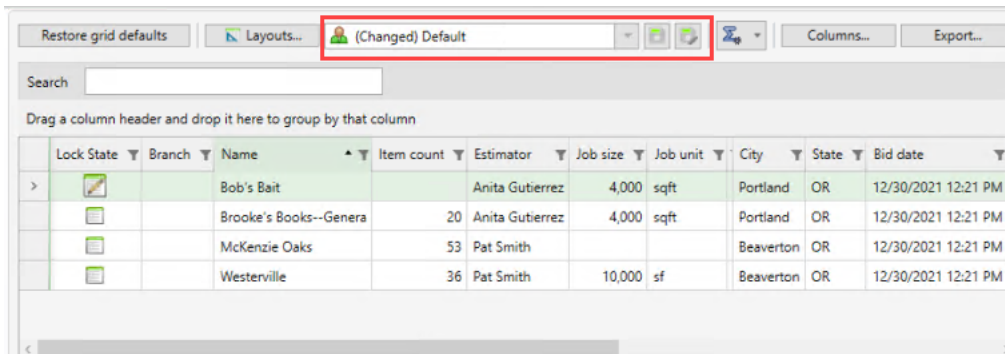 Restore grid defaults Layouts... (Changed) Default Columns... Export...
Search
Drag a column header and drop it here to group by that column
Lock State Branch Name Item count Estimator Job size Job unit City State Bid date
Bob's Bait Anita Gutierrez 4,000 sqft Portland OR 12/30/2021 12:21 PM
Brooke's Books--Genera 20 Anita Gutierrez 4,000 sqft Portland OR 12/30/2021 12:21 PM
McKenzie Oaks 53 Pat Smith Beaverton OR 12/30/2021 12:21 PM
Westerville 36 Pat Smith 10,000 sf Beaverton OR 12/30/2021 12:21 PM